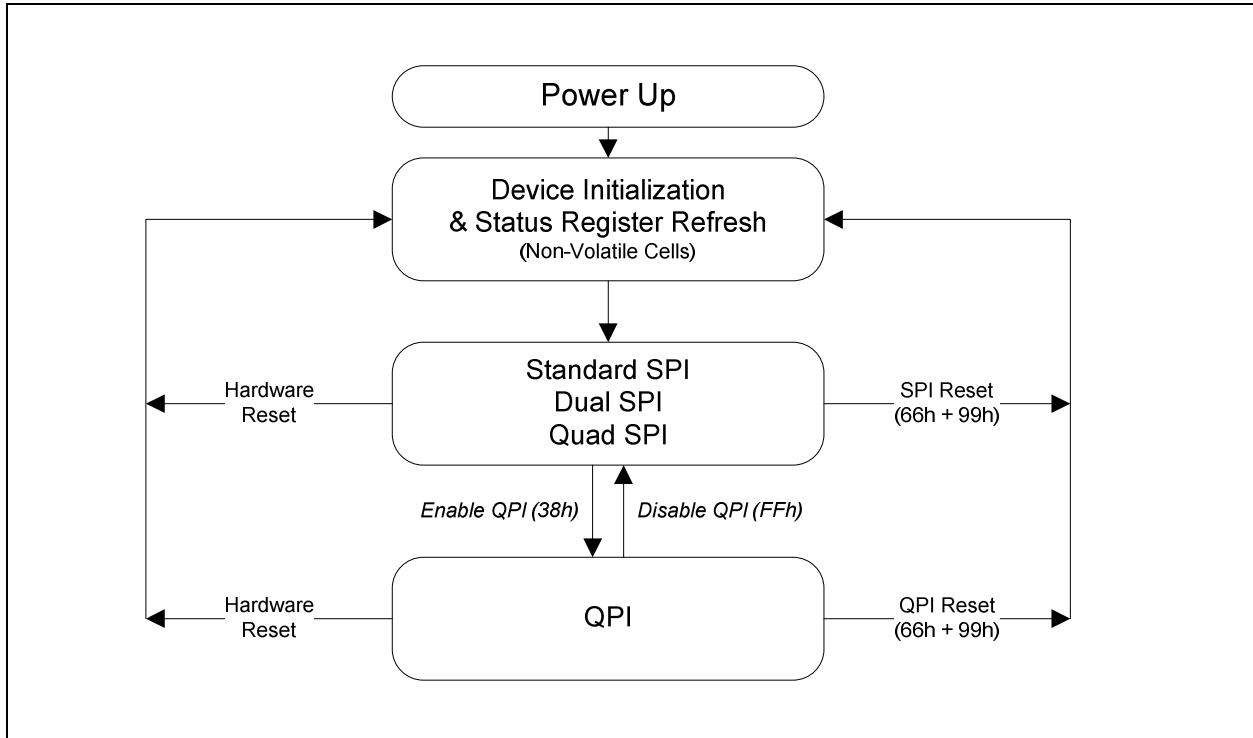 Power Up
Device Initialization
& Status Register Refresh
(Non-Volatile Cells)
Standard SPI
Dual SPI
Quad SPI
Hardware
Reset
SPI Reset
(66h + 99h)
Enable QPI (38h)
Disable QPI (FFh)
QPI
Hardware
Reset
QPI Reset
(66h + 99h)